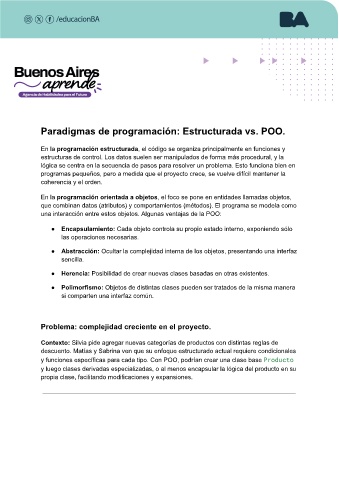 /educacionBA
BA
Buenos Aires
aprende
Agencia de Habilidades para el Futuro
Paradigmas de programación: Estructurada vs. POO.
En la programación estructurada, el código se organiza principalmente en funciones y
estructuras de control. Los datos suelen ser manipulados de forma más procedural, y la
lógica se centra en la secuencia de pasos para resolver un problema. Esto funciona bien en
programas pequeños, pero a medida que el proyecto crece, se vuelve difícil mantener la
coherencia y el orden.
En la programación orientada a objetos, el foco se pone en entidades llamadas objetos,
que combinan datos (atributos) y comportamientos (métodos). El programa se modela como
una interacción entre estos objetos. Algunas ventajas de la POO:
● Encapsulamiento: Cada objeto controla su propio estado interno, exponiendo sólo
las operaciones necesarias.
● Abstracción: Ocultar la complejidad interna de los objetos, presentando una interfaz
sencilla.
● Herencia: Posibilidad de crear nuevas clases basadas en otras existentes.
● Polimorfismo: Objetos de distintas clases pueden ser tratados de la misma manera
si comparten una interfaz común.
Problema: complejidad creciente en el proyecto.
Contexto: Silvia pide agregar nuevas categorías de productos con distintas reglas de
descuento. Matías y Sabrina ven que su enfoque estructurado actual requiere condicionales
y funciones específicas para cada tipo. Con POO, podrían crear una clase base Producto
y luego clases derivadas especializadas, o al menos encapsular la lógica del producto en su
propia clase, facilitando modificaciones y expansiones.